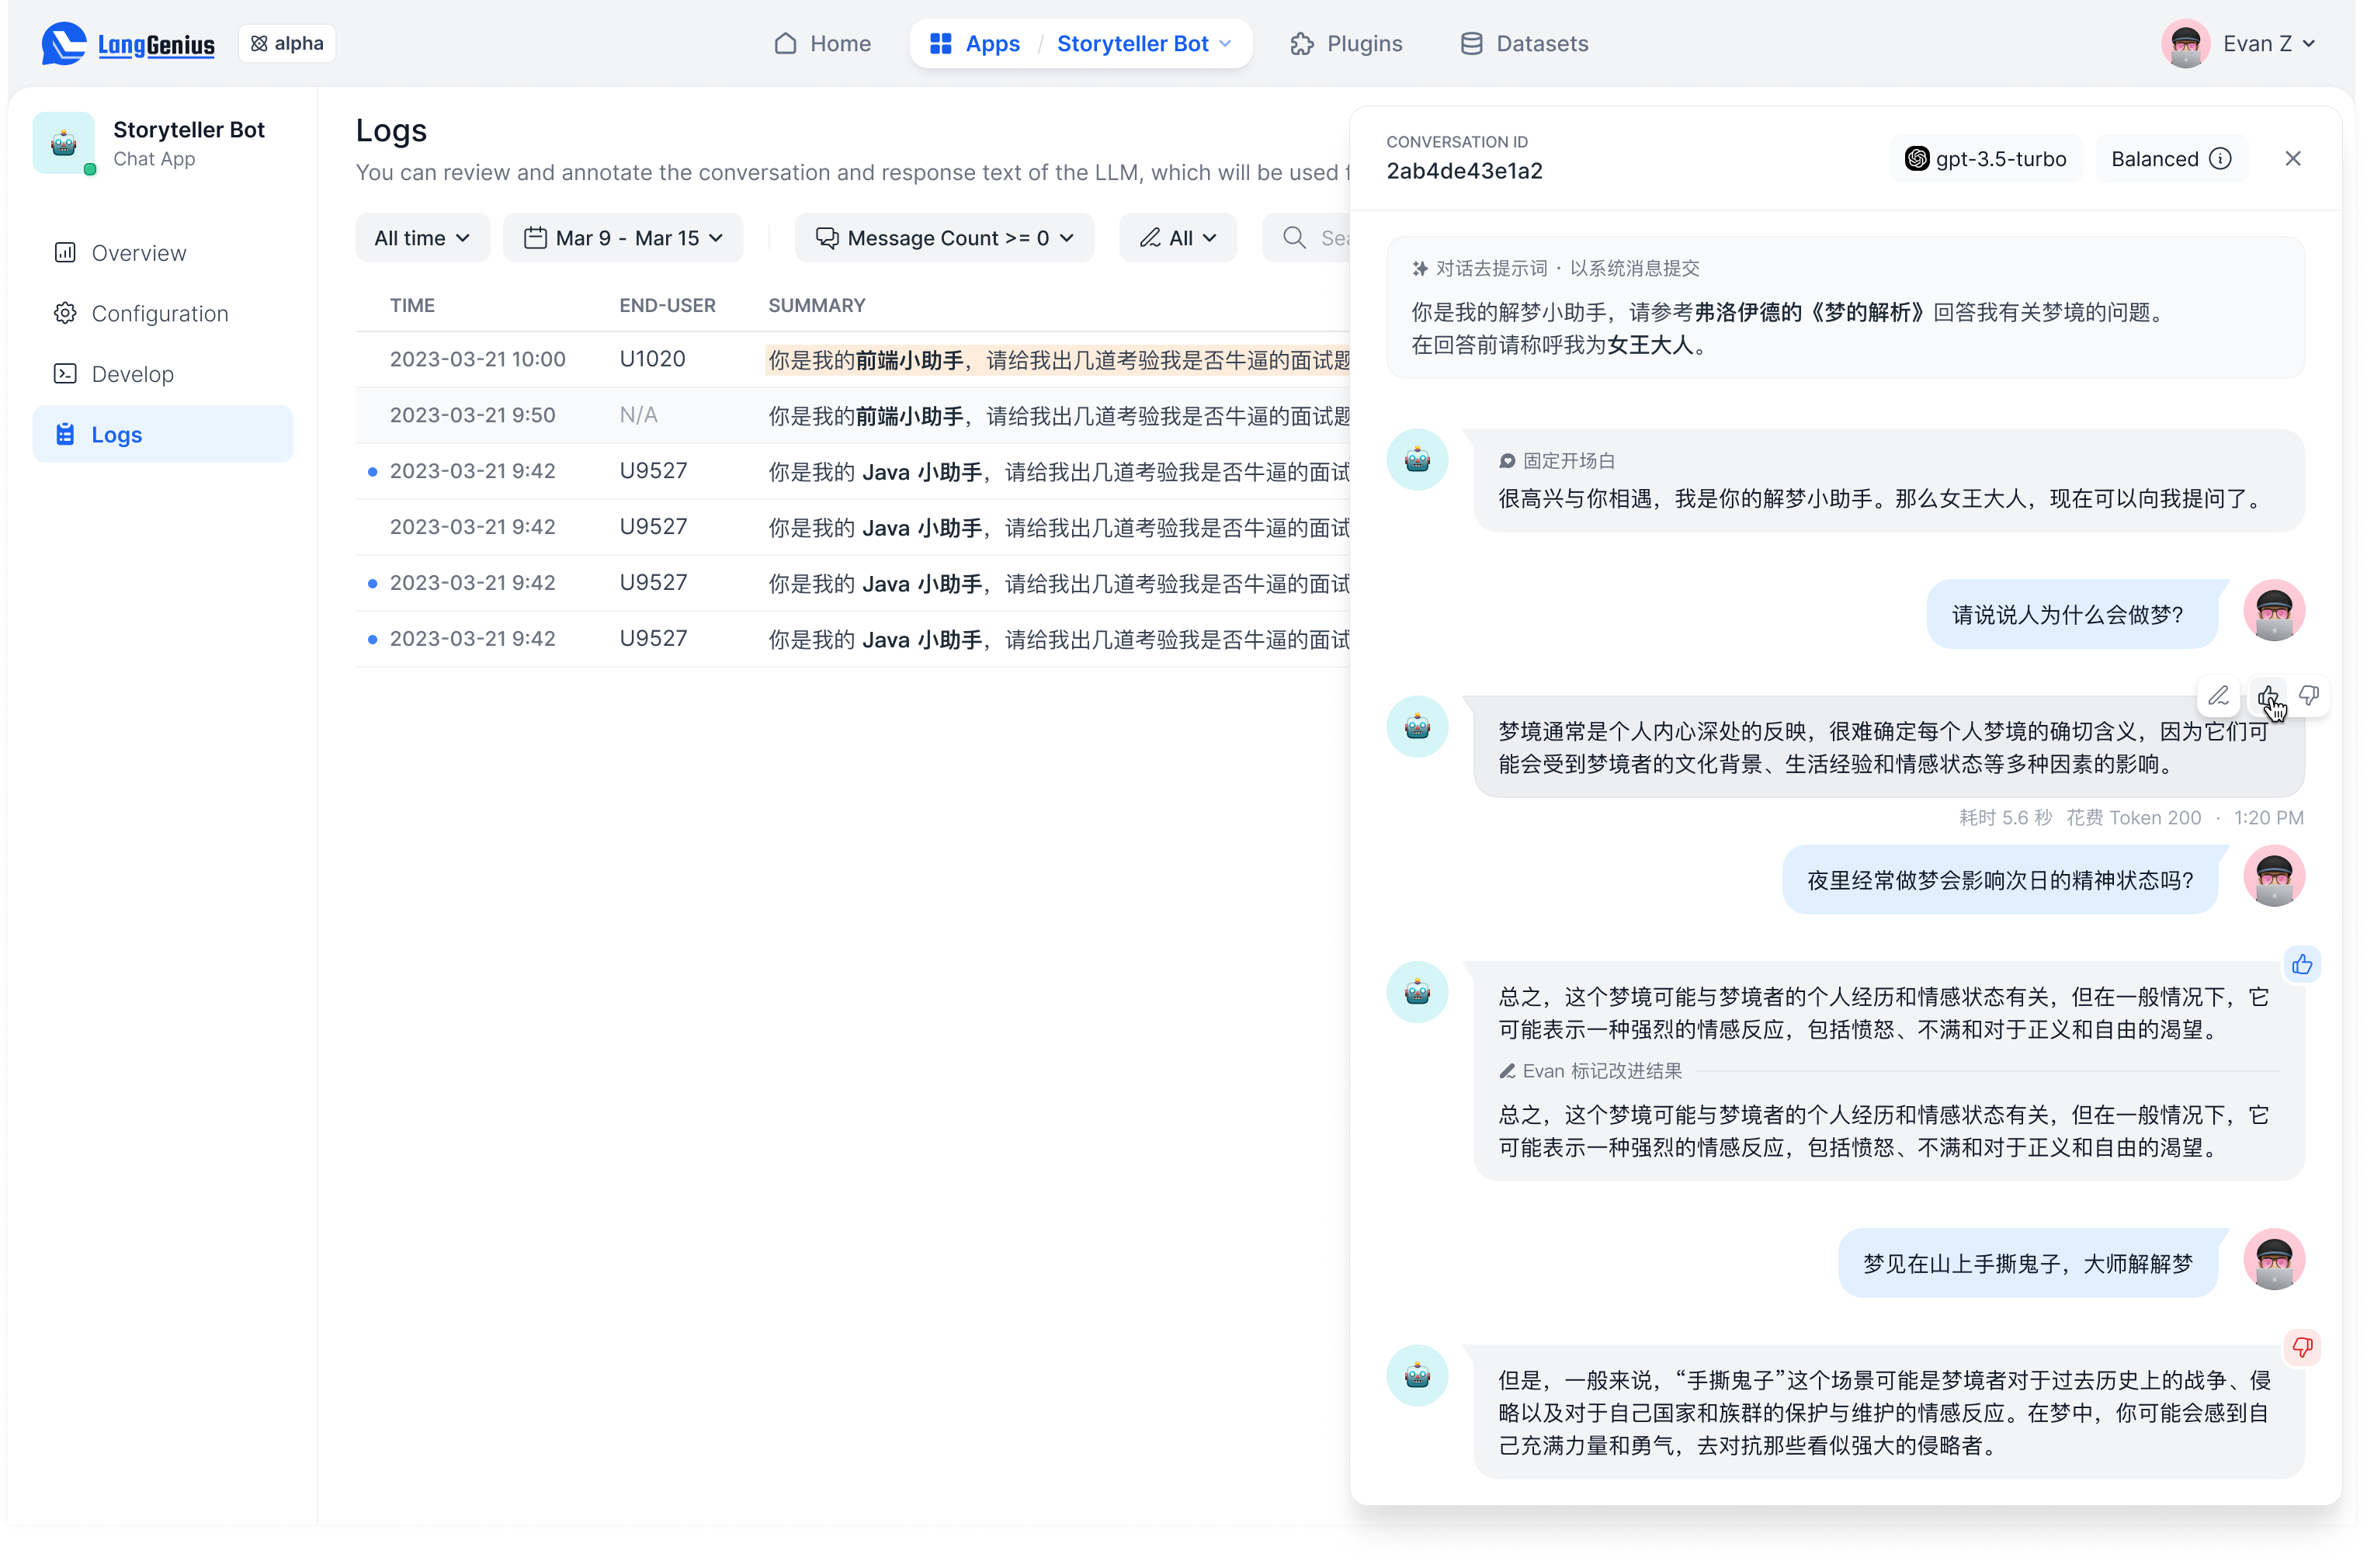 LangGenius
alpha
Home
Apps / Storyteller Bot
Plugins
Datasets
Evan Z
Storyteller Bot
Chat App
Overview
Configuration
Develop
Logs
Logs
You can review and annotate the conversation and response text of the LLM, which will be used
All time
Mar 9 - Mar 15
Message Count >= 0
All
TIME END-USER SUMMARY
2023-03-21 10:00 U1020 你是我的前端小助手，请给我出几道考验我是否牛逼的面试题
2023-03-21 9:50 N/A 你是我的前端小助手，请给我出几道考验我是否牛逼的面试题
2023-03-21 9:42 U9527 你是我的 Java 小助手，请给我出几道考验我是否牛逼的面试
2023-03-21 9:42 U9527 你是我的 Java 小助手，请给我出几道考验我是否牛逼的面试
2023-03-21 9:42 U9527 你是我的 Java 小助手，请给我出几道考验我是否牛逼的面试
2023-03-21 9:42 U9527 你是我的 Java 小助手，请给我出几道考验我是否牛逼的面试
CONVERSATION ID
2ab4de43e1a2
gpt-3.5-turbo
Balanced
对话去提示词 · 以系统消息提交
你是我的解梦小助手，请参考弗洛伊德的《梦的解析》回答我有关梦境的问题。
在回答前请称呼我为女王大人。
固定开场白
很高兴与你相遇，我是你的解梦小助手。那么女王大人，现在可以向我提问了。
请说说人为什么会做梦？
梦境通常是个人内心深处的反映，很难确定每个人梦境的确切含义，因为它们可
能会受到梦境者的文化背景、生活经验和情感状态等多种因素的影响。
耗时 5.6 秒 花费 Token 200 · 1:20 PM
夜里经常做梦会影响次日的精神状态吗？
总之，这个梦境可能与梦境者的个人经历和情感状态有关，但在一般情况下，它
可能表示一种强烈的情感反应，包括愤怒、不满和对于正义和自由的渴望。
Evan 标记改进结果
总之，这个梦境可能与梦境者的个人经历和情感状态有关，但在一般情况下，它
可能表示一种强烈的情感反应，包括愤怒、不满和对于正义和自由的渴望。
梦见在山上手撕鬼子，大师解解梦
但是，一般来说，“手撕鬼子”这个场景可能是梦境者对于过去历史上的战争、侵
略以及对于自己国家和族群的保护与维护的情感反应。在梦中，你可能会感到自
己充满力量和勇气，去对抗那些看似强大的侵略者。